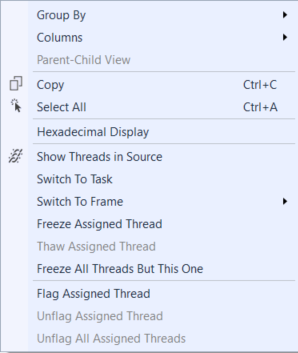 Group By
Columns
Parent-Child View
Copy Ctrl+C
Select All Ctrl+A
Hexadecimal Display
Show Threads in Source
Switch To Task
Switch To Frame
Freeze Assigned Thread
Thaw Assigned Thread
Freeze All Threads But This One
Flag Assigned Thread
Unflag Assigned Thread
Unflag All Assigned Threads